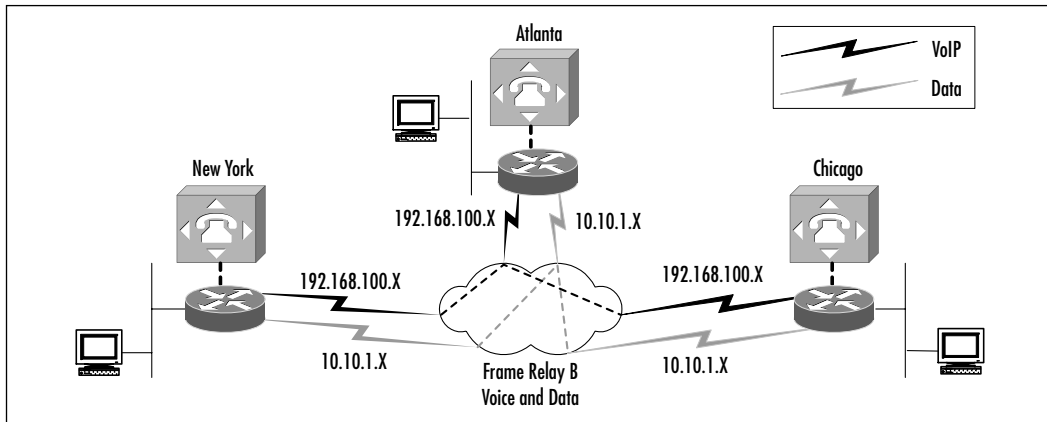 Atlanta
VoIP
Data
New York
Chicago
192.168.100.X
10.10.1.X
192.168.100.X
192.168.100.X
10.10.1.X
10.10.1.X
Frame Relay B
Voice and Data